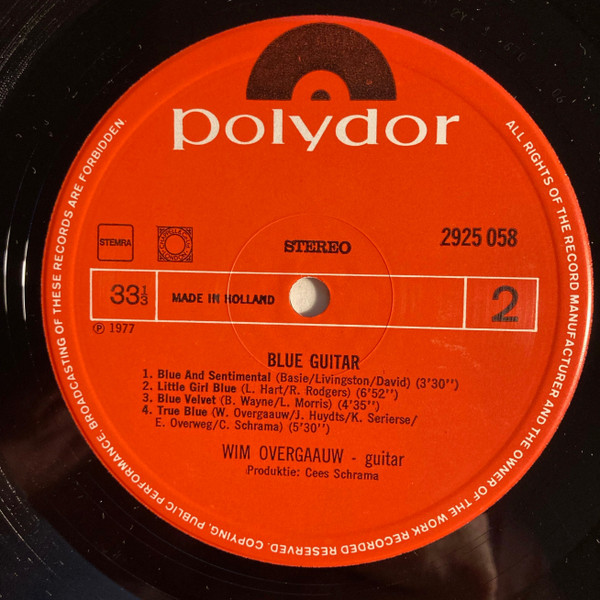 polydor
STEMRA
STEREO
2925 058
33 1/3
MADE IN HOLLAND
2
℗ 1977
BLUE GUITAR
1. Blue And Sentimental (Basie/Livingston/David) (3'30'')
2. Little Girl Blue (L. Hart/R. Rodgers) (6'52'')
3. Blue Velvet (B. Wayne/L. Morris) (4'35'')
4. True Blue (W. Overgaauw/J. Huydts/K. Serierse/
E. Overweg/C. Schrama) (5'30'')
WIM OVERGAAUW - guitar
Produktie: Cees Schrama
ALL RIGHTS OF THE RECORD MANUFACTURER AND THE OWNER OF THE WORK RECORDED RESERVED. COPYING, PUBLIC PERFORMANCE, BROADCASTING OF THESE RECORDS ARE FORBIDDEN.